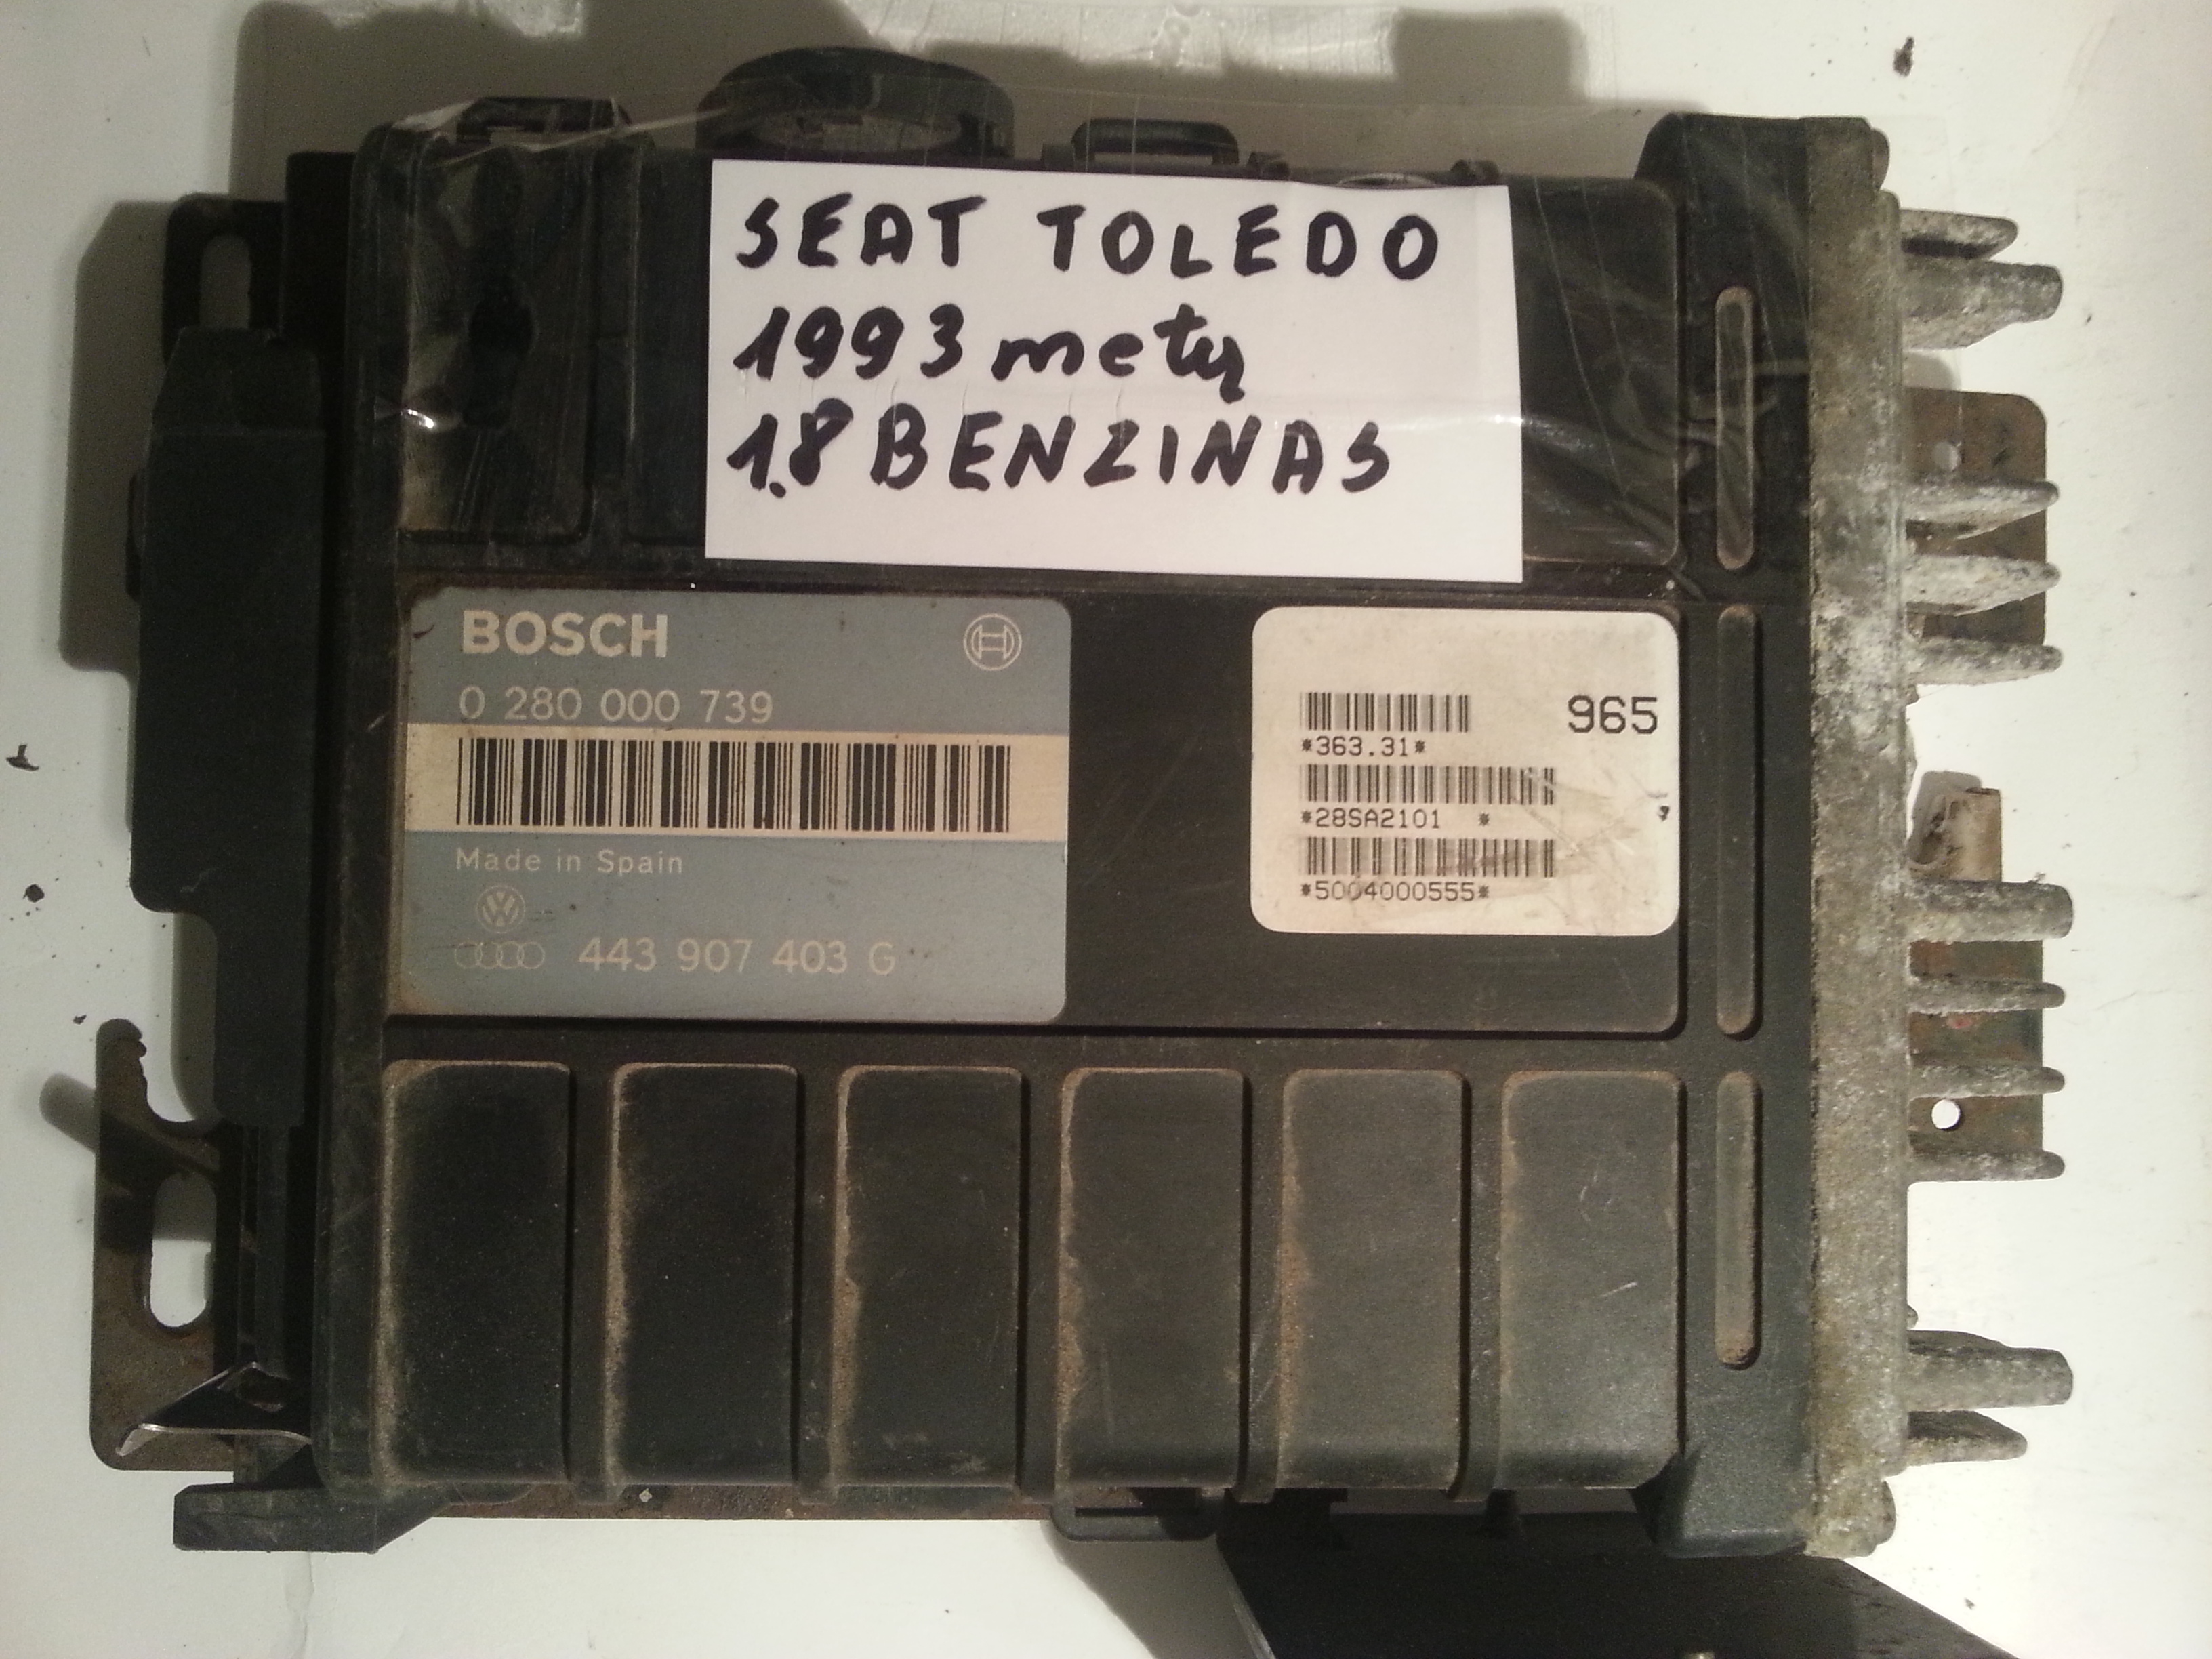 SEAT TOLEDO
1993 metų
1.8 BENZINAS
BOSCH
0 280 000 739
Made in Spain
443 907 403 G
965
*363.31*
*28SA2101 *
*5004000555*